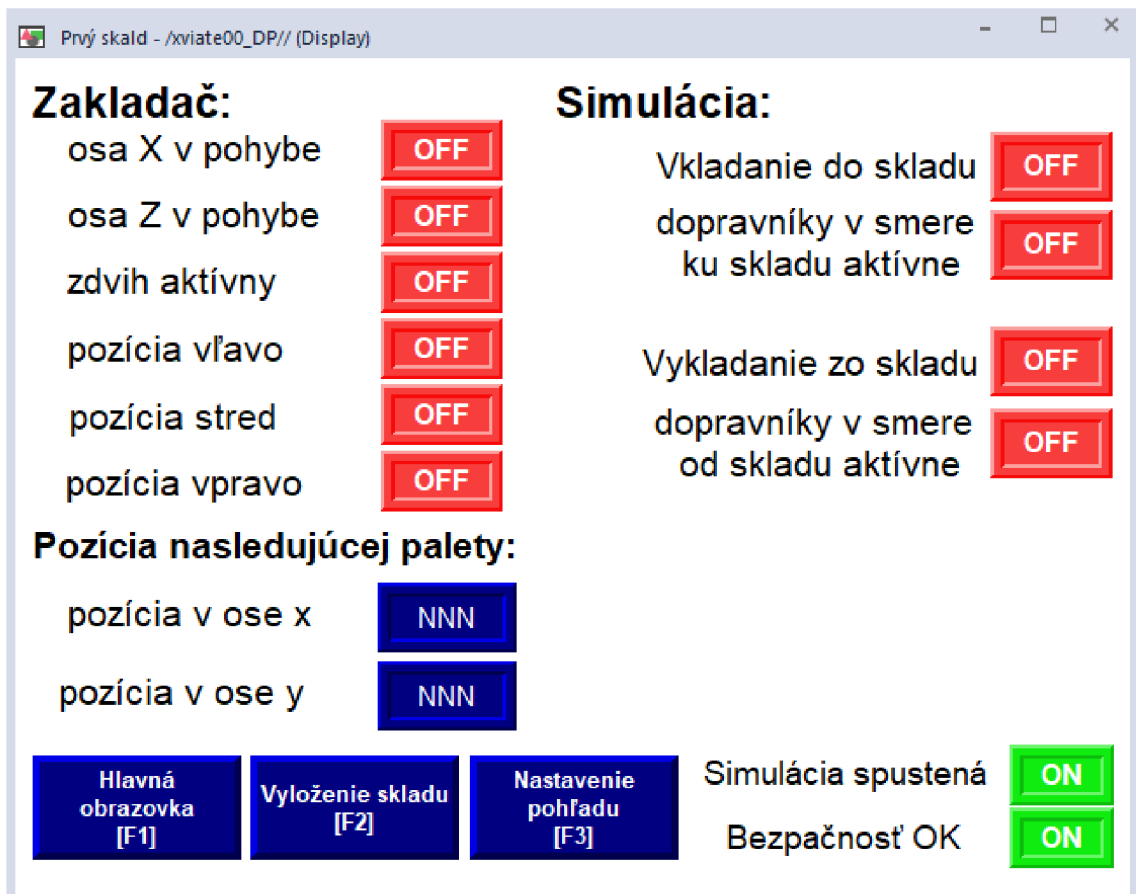 Prvý skald - /xviate00_DP// (Display)
Zakladač:
osa X v pohybe OFF
osa Z v pohybe OFF
zdvih aktívny OFF
pozícia vľavo OFF
pozícia stred OFF
pozícia vpravo OFF
Pozícia nasledujúcej palety:
pozícia v ose x NNN
pozícia v ose y NNN
Simulácia:
Vkladanie do skladu OFF
dopravníky v smere
ku skladu aktívne OFF
Vykladanie zo skladu OFF
dopravníky v smere
od skladu aktívne OFF
Hlavná
obrazovka
[F1]
Vyloženie skladu
[F2]
Nastavenie
pohľadu
[F3]
Simulácia spustená ON
Bezpačnosť OK ON